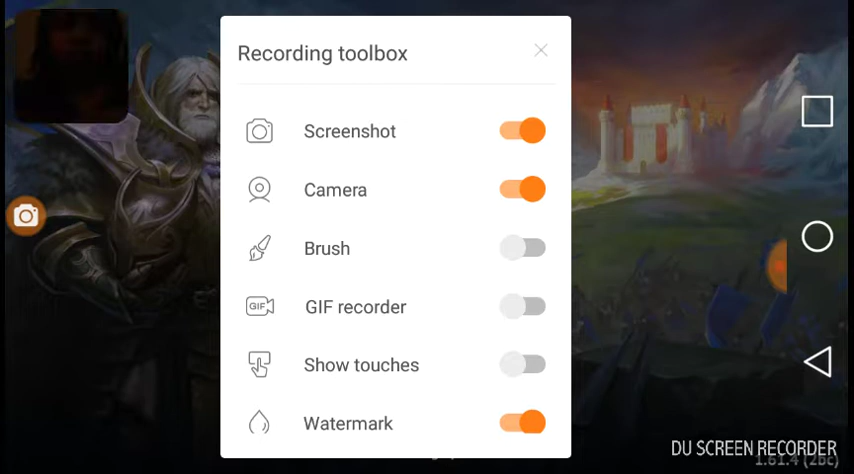 Recording toolbox
Screenshot
Camera
Brush
GIF GIF recorder
Show touches
Watermark
DU SCREEN RECORDER
1.61.4 (2bc)